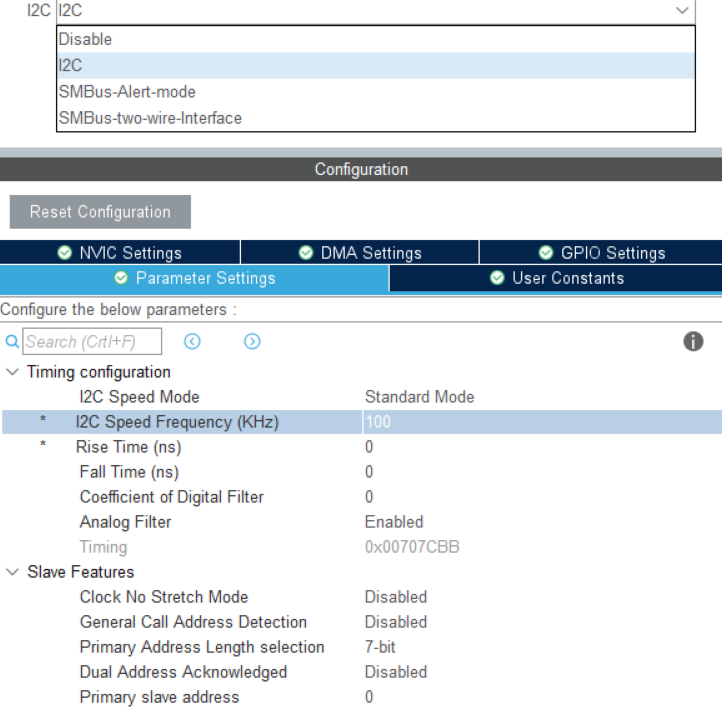 I2C I2C
Disable
I2C
SMBus-Alert-mode
SMBus-two-wire-Interface
Configuration
Reset Configuration
NVIC Settings DMA Settings GPIO Settings
Parameter Settings User Constants
Configure the below parameters :
Search (Crtl+F)
Timing configuration
I2C Speed Mode Standard Mode
* I2C Speed Frequency (KHz) 100
* Rise Time (ns) 0
Fall Time (ns) 0
Coefficient of Digital Filter 0
Analog Filter Enabled
Timing 0x00707CBB
Slave Features
Clock No Stretch Mode Disabled
General Call Address Detection Disabled
Primary Address Length selection 7-bit
Dual Address Acknowledged Disabled
Primary slave address 0